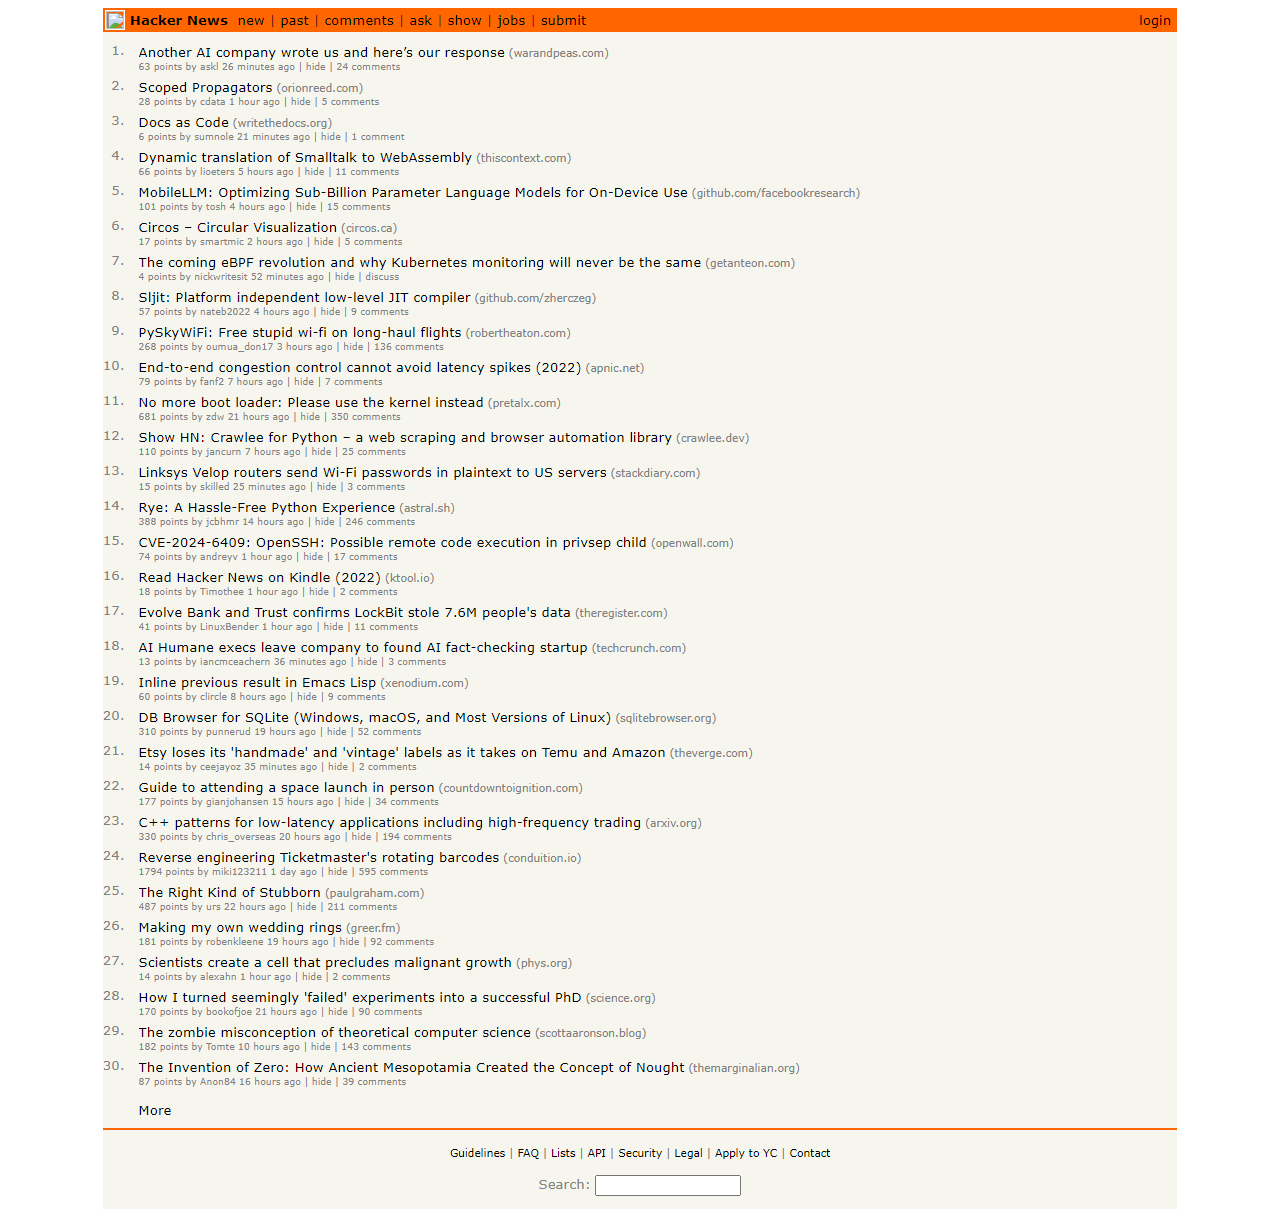 Hacker News new | past | comments | ask | show | jobs | submit login
1. Another AI company wrote us and here’s our response (warandpeas.com)
63 points by askl 26 minutes ago | hide | 24 comments
2. Scoped Propagators (orionreed.com)
28 points by cdata 1 hour ago | hide | 5 comments
3. Docs as Code (writethedocs.org)
6 points by sumnole 21 minutes ago | hide | 1 comment
4. Dynamic translation of Smalltalk to WebAssembly (thiscontext.com)
66 points by lioeters 5 hours ago | hide | 11 comments
5. MobileLLM: Optimizing Sub-Billion Parameter Language Models for On-Device Use (github.com/facebookresearch)
101 points by tosh 4 hours ago | hide | 15 comments
6. Circos – Circular Visualization (circos.ca)
17 points by smartmic 2 hours ago | hide | 5 comments
7. The coming eBPF revolution and why Kubernetes monitoring will never be the same (getanteon.com)
4 points by nickwritesit 52 minutes ago | hide | discuss
8. Sljit: Platform independent low-level JIT compiler (github.com/zherczeg)
57 points by nateb2022 4 hours ago | hide | 9 comments
9. PySkyWiFi: Free stupid wi-fi on long-haul flights (robertheaton.com)
268 points by oumua_don17 3 hours ago | hide | 136 comments
10. End-to-end congestion control cannot avoid latency spikes (2022) (apnic.net)
79 points by fanf2 7 hours ago | hide | 7 comments
11. No more boot loader: Please use the kernel instead (pretalx.com)
681 points by zdw 21 hours ago | hide | 350 comments
12. Show HN: Crawlee for Python – a web scraping and browser automation library (crawlee.dev)
110 points by jancurn 7 hours ago | hide | 25 comments
13. Linksys Velop routers send Wi-Fi passwords in plaintext to US servers (stackdiary.com)
15 points by skilled 25 minutes ago | hide | 3 comments
14. Rye: A Hassle-Free Python Experience (astral.sh)
388 points by jcbhmr 14 hours ago | hide | 246 comments
15. CVE-2024-6409: OpenSSH: Possible remote code execution in privsep child (openwall.com)
74 points by andreyv 1 hour ago | hide | 17 comments
16. Read Hacker News on Kindle (2022) (ktool.io)
18 points by Timothee 1 hour ago | hide | 2 comments
17. Evolve Bank and Trust confirms LockBit stole 7.6M people's data (theregister.com)
41 points by LinuxBender 1 hour ago | hide | 11 comments
18. AI Humane execs leave company to found AI fact-checking startup (techcrunch.com)
13 points by iancmceachern 36 minutes ago | hide | 3 comments
19. Inline previous result in Emacs Lisp (xenodium.com)
60 points by clircle 8 hours ago | hide | 9 comments
20. DB Browser for SQLite (Windows, macOS, and Most Versions of Linux) (sqlitebrowser.org)
310 points by punnerud 19 hours ago | hide | 52 comments
21. Etsy loses its 'handmade' and 'vintage' labels as it takes on Temu and Amazon (theverge.com)
14 points by ceejayoz 35 minutes ago | hide | 2 comments
22. Guide to attending a space launch in person (countdowntoignition.com)
177 points by gianjohansen 15 hours ago | hide | 34 comments
23. C++ patterns for low-latency applications including high-frequency trading (arxiv.org)
330 points by chris_overseas 20 hours ago | hide | 194 comments
24. Reverse engineering Ticketmaster's rotating barcodes (conduition.io)
1794 points by miki123211 1 day ago | hide | 595 comments
25. The Right Kind of Stubborn (paulgraham.com)
487 points by urs 22 hours ago | hide | 211 comments
26. Making my own wedding rings (greer.fm)
181 points by robenkleene 19 hours ago | hide | 92 comments
27. Scientists create a cell that precludes malignant growth (phys.org)
14 points by alexahn 1 hour ago | hide | 2 comments
28. How I turned seemingly 'failed' experiments into a successful PhD (science.org)
170 points by bookofjoe 21 hours ago | hide | 90 comments
29. The zombie misconception of theoretical computer science (scottaaronson.blog)
182 points by Tomte 10 hours ago | hide | 143 comments
30. The Invention of Zero: How Ancient Mesopotamia Created the Concept of Nought (themarginalian.org)
87 points by Anon84 16 hours ago | hide | 39 comments
More
Guidelines | FAQ | Lists | API | Security | Legal | Apply to YC | Contact
Search: